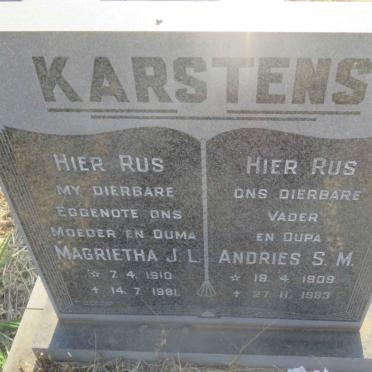 KARSTENS
HIER RUS
MY DIERBARE
EGGENOTE ONS
MOEDER EN OUMA
MAGRIETHA J.L.
☆ 7.4.1910
✝ 14.7.1981
HIER RUS
ONS DIERBARE
VADER
EN OUPA
ANDRIES S.M.
☆ 19.4.1909
✝ 27.11.1983